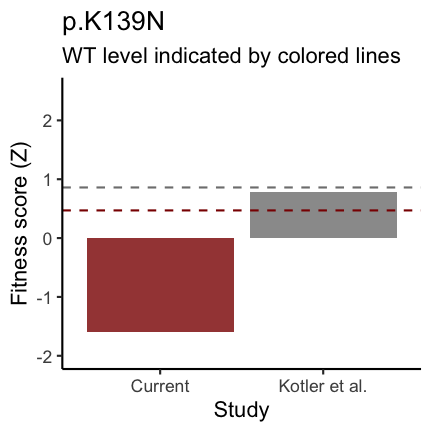 p.K139N
WT level indicated by colored lines
Fitness score (Z)
2
1
0
-1
-2
Current
Kotler et al.
Study